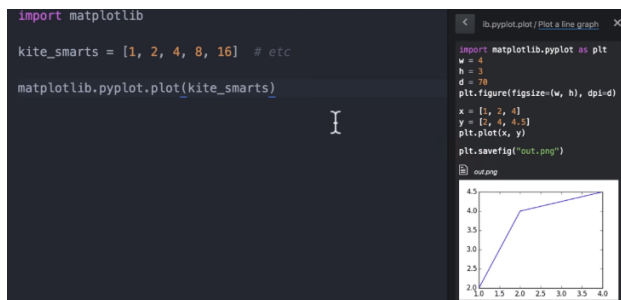 import matplotlib
kite_smarts = [1, 2, 4, 8, 16]  # etc
matplotlib.pyplot.plot(kite_smarts)
ib.pyplot.plot / Plot a line graph
import matplotlib.pyplot as plt
w = 4
h = 3
d = 70
plt.figure(figsize=(w, h), dpi=d)
x = [1, 2, 4]
y = [2, 4, 4.5]
plt.plot(x, y)
plt.savefig("out.png")
out.png
4.5
4.0
3.5
3.0
2.5
2.0
1.0 1.5 2.0 2.5 3.0 3.5 4.0